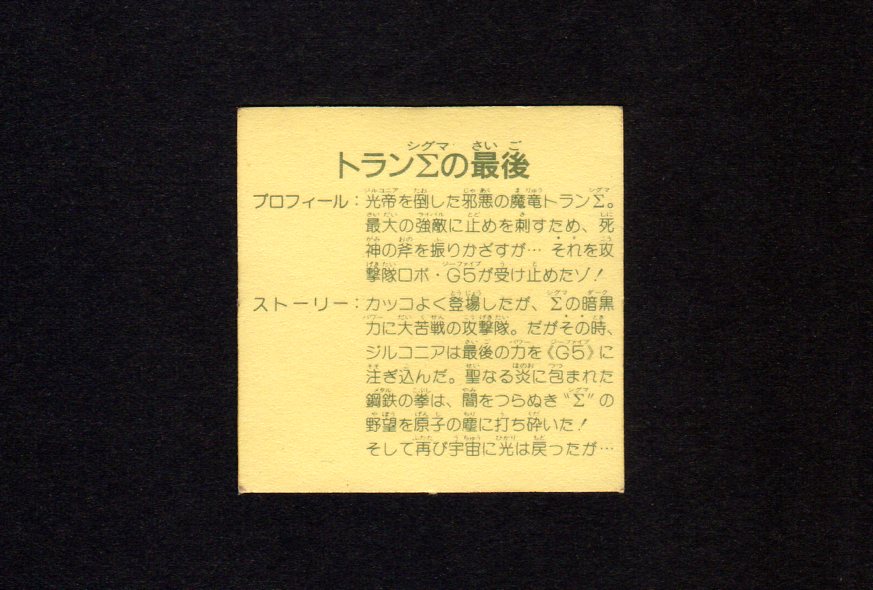 トランΣの最後
プロフィール：光帝を倒した邪悪の魔竜トランΣ。
最大の強敵に止めを刺すため、死
神の斧を振りかざすが… それを攻
撃隊ロボ・G5が受け止めたゾ！
ストーリー：カッコよく登場したが、Σの暗黒
力に大苦戦の攻撃隊。だがその時、
ジルコニアは最後の力を《G5》に
注ぎ込んだ。聖なる炎に包まれた
鋼鉄の拳は、闇をつらぬき"Σ"の
野望を原子の塵に打ち砕いた！
そして再び宇宙に光は戻ったが…